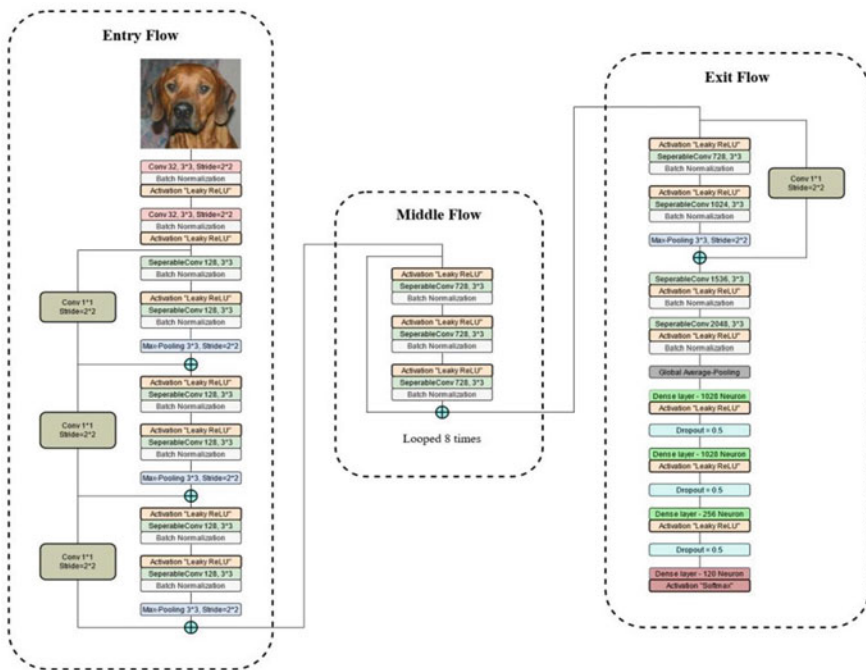 Entry Flow
Conv 32, 3*3, Stride=2*2
Batch Normalization
Activation "Leaky ReLU"
Conv 32, 3*3, Stride=2*2
Batch Normalization
Activation "Leaky ReLU"
SeperableConv 128, 3*3
Batch Normalization
Conv 1*1
Stride=2*2
Activation "Leaky ReLU"
SeperableConv 128, 3*3
Batch Normalization
Max-Pooling 3*3, Stride=2*2
Activation "Leaky ReLU"
SeperableConv 128, 3*3
Batch Normalization
Conv 1*1
Stride=2*2
Activation "Leaky ReLU"
SeperableConv 128, 3*3
Batch Normalization
Max-Pooling 3*3, Stride=2*2
Activation "Leaky ReLU"
SeperableConv 128, 3*3
Batch Normalization
Conv 1*1
Stride=2*2
Activation "Leaky ReLU"
SeperableConv 128, 3*3
Batch Normalization
Max-Pooling 3*3, Stride=2*2
Middle Flow
Activation "Leaky ReLU"
SeperableConv 728, 3*3
Batch Normalization
Activation "Leaky ReLU"
SeperableConv 728, 3*3
Batch Normalization
Activation "Leaky ReLU"
SeperableConv 728, 3*3
Batch Normalization
Looped 8 times
Exit Flow
Activation "Leaky ReLU"
SeperableConv 728, 3*3
Batch Normalization
Conv 1*1
Stride=2*2
Activation "Leaky ReLU"
SeperableConv 1024, 3*3
Batch Normalization
Max-Pooling 3*3, Stride=2*2
SeperableConv 1536, 3*3
Activation "Leaky ReLU"
Batch Normalization
SeperableConv 2048, 3*3
Activation "Leaky ReLU"
Batch Normalization
Global Average-Pooling
Dense layer - 1028 Neuron
Activation "Leaky ReLU"
Dropout = 0.5
Dense layer - 1028 Neuron
Activation "Leaky ReLU"
Dropout = 0.5
Dense layer - 256 Neuron
Activation "Leaky ReLU"
Dropout = 0.5
Dense layer - 120 Neuron
Activation "Softmax"